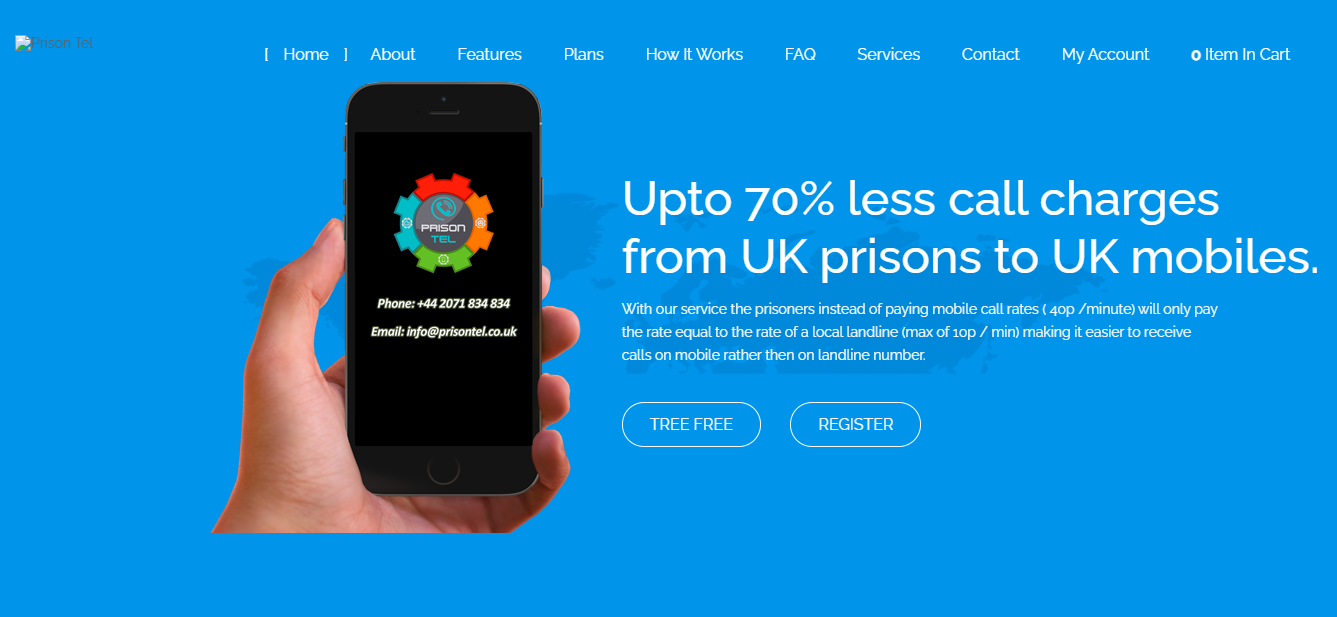 Prison Tel
[ Home ] About Features Plans How It Works FAQ Services Contact My Account 0 Item In Cart
PRISON
TEL
Phone: +44 2071 834 834
Email: info@prisontel.co.uk
Upto 70% less call charges
from UK prisons to UK mobiles.
With our service the prisoners instead of paying mobile call rates ( 40p /minute) will only pay
the rate equal to the rate of a local landline (max of 10p / min) making it easier to receive
calls on mobile rather then on landline number.
TREE FREE REGISTER